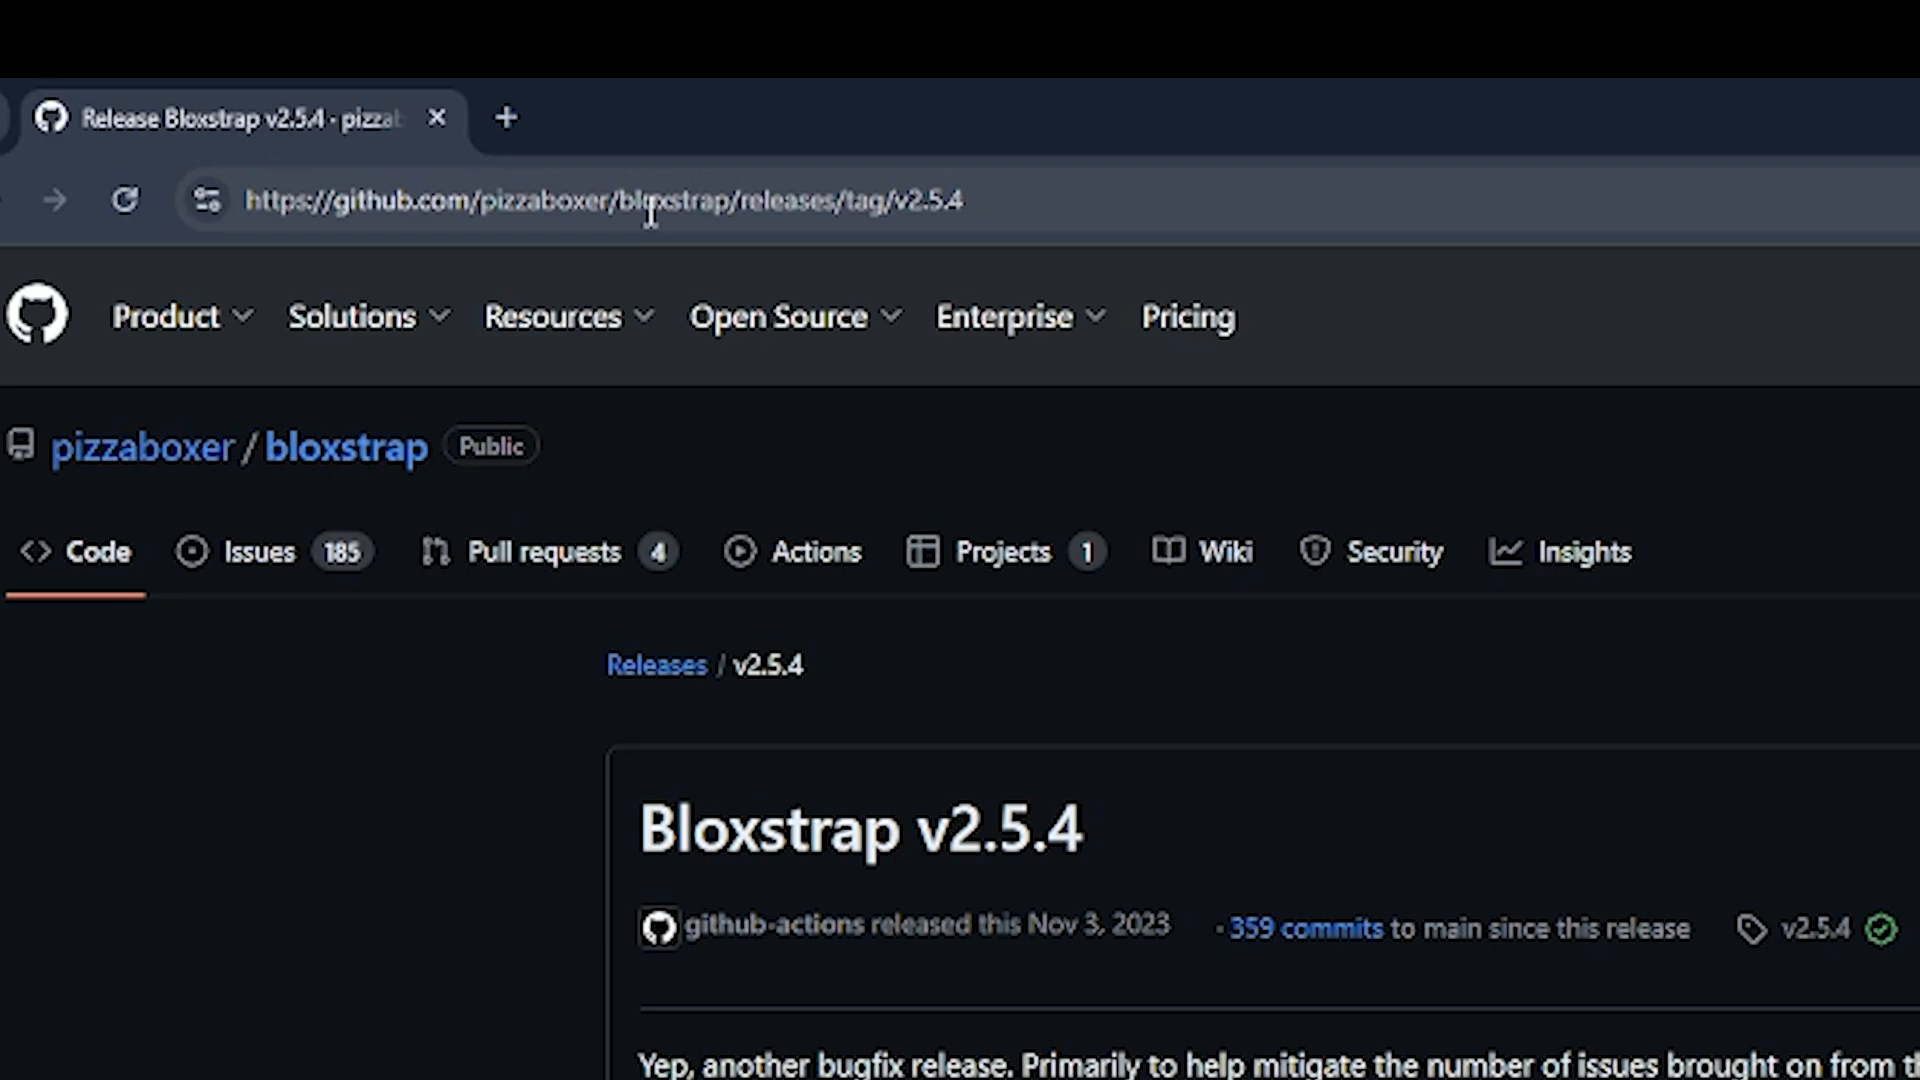 Release Bloxstrap v2.5.4 · pizzab
https://github.com/pizzaboxer/bloxstrap/releases/tag/v2.5.4
Product Solutions Resources Open Source Enterprise Pricing
pizzaboxer / bloxstrap Public
Code Issues 185 Pull requests 4 Actions Projects 1 Wiki Security Insights
Releases / v2.5.4
Bloxstrap v2.5.4
github-actions released this Nov 3, 2023 · 359 commits to main since this release v2.5.4
Yep, another bugfix release. Primarily to help mitigate the number of issues brought on from